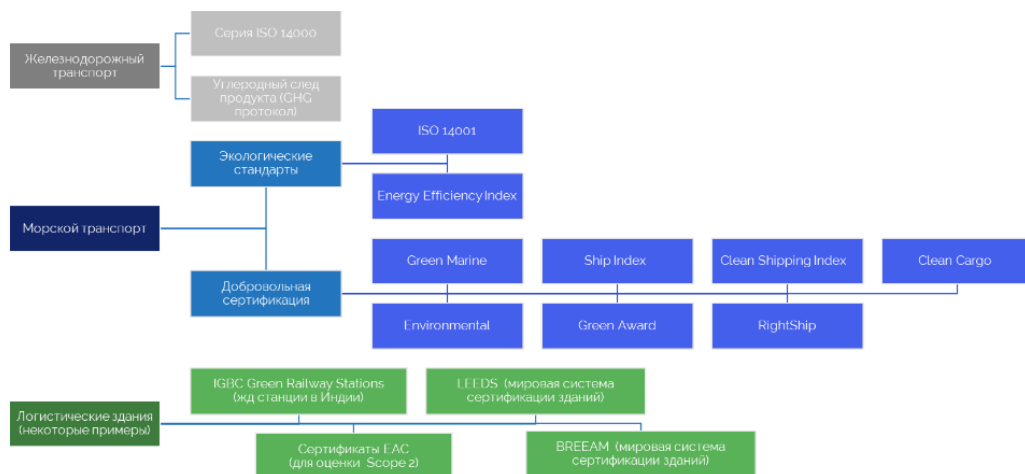 Серия ISO 14000
Железнодорожный
транспорт
Углеродный след
продукта (GHG
протокол)
ISO 14001
Экологические
стандарты
Energy Efficiency Index
Морской транспорт
Green Marine
Ship Index
Clean Shipping Index
Clean Cargo
Добровольная
сертификация
Environmental
Green Award
RightShip
IGBC Green Railway Stations
(жд станции в Индии)
LEEDS (мировая система
сертификации зданий)
Логистические здания
(некоторые примеры)
Сертификаты EAC
(для оценки Scope 2)
BREEAM (мировая система
сертификации зданий)